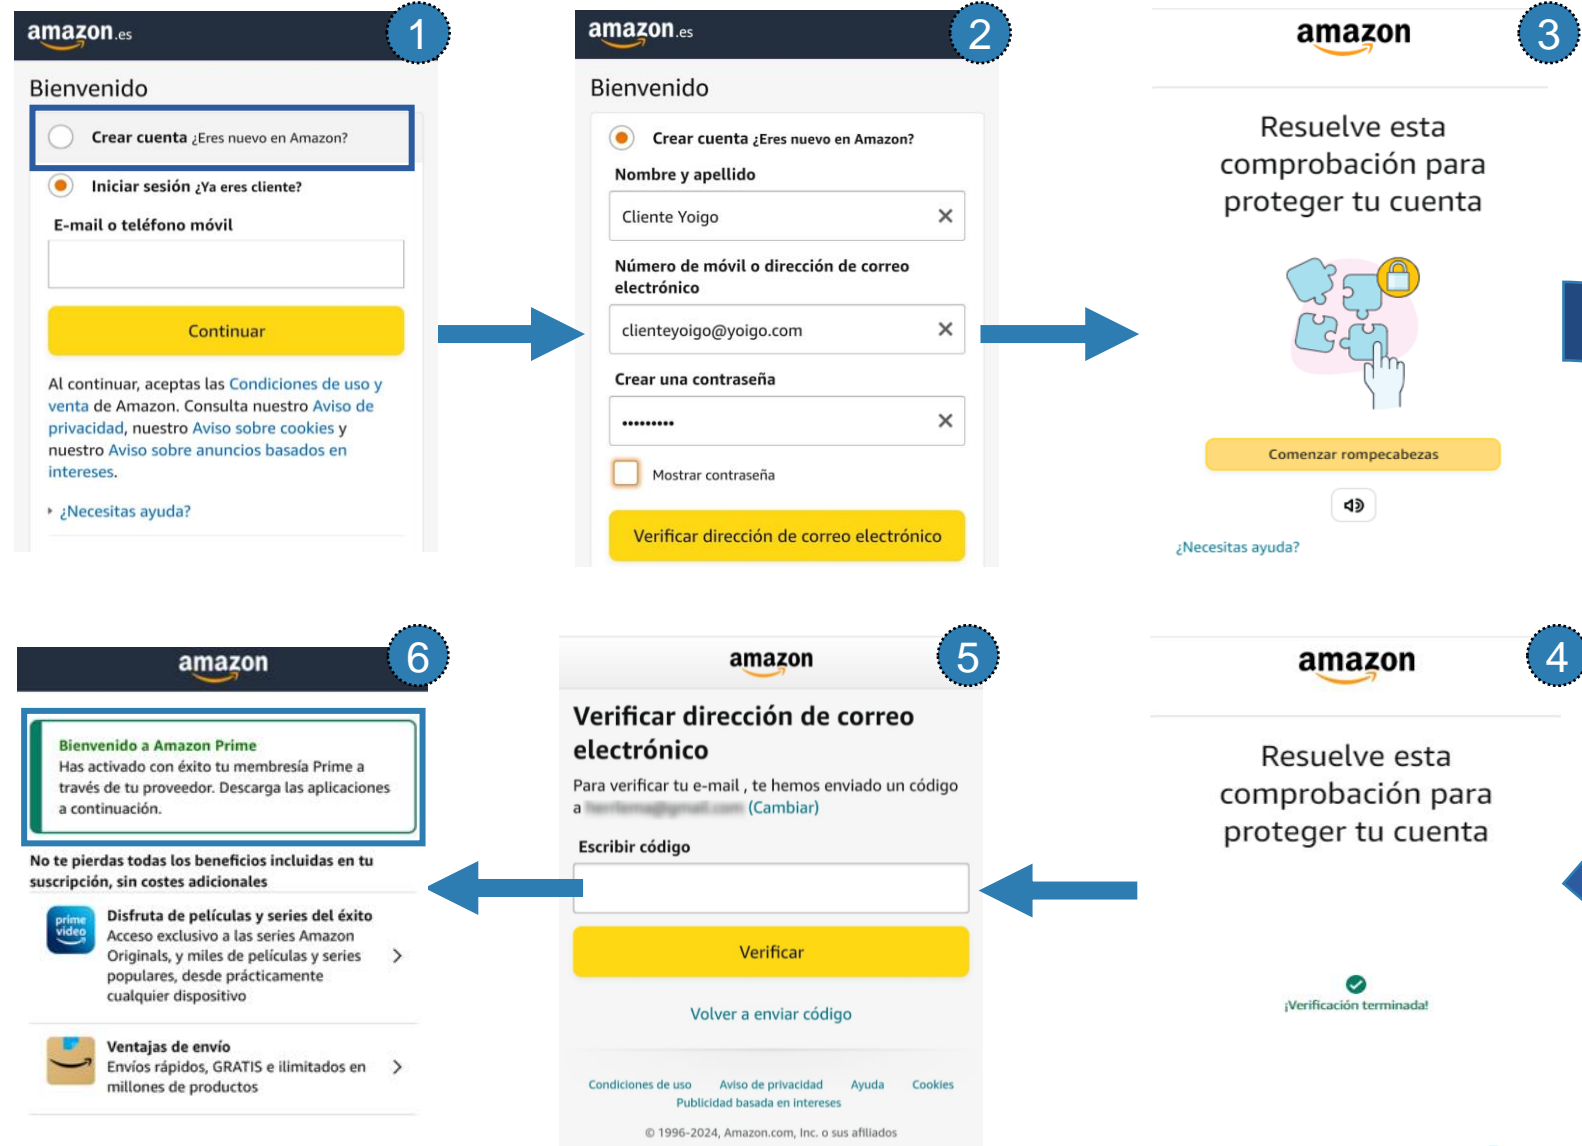 amazon.es
1
Bienvenido
Crear cuenta ¿Eres nuevo en Amazon?
Iniciar sesión ¿Ya eres cliente?
E-mail o teléfono móvil
Continuar
Al continuar, aceptas las Condiciones de uso y
venta de Amazon. Consulta nuestro Aviso de
privacidad, nuestro Aviso sobre cookies y
nuestro Aviso sobre anuncios basados en
intereses.
¿Necesitas ayuda?
amazon.es
2
Bienvenido
Crear cuenta ¿Eres nuevo en Amazon?
Nombre y apellido
Cliente Yoigo
Número de móvil o dirección de correo
electrónico
clienteyoigo@yoigo.com
Crear una contraseña
•••••••••
Mostrar contraseña
Verificar dirección de correo electrónico
amazon
3
Resuelve esta
comprobación para
proteger tu cuenta
Comenzar rompecabezas
¿Necesitas ayuda?
amazon
4
Resuelve esta
comprobación para
proteger tu cuenta
¡Verificación terminada!
amazon
5
Verificar dirección de correo
electrónico
Para verificar tu e-mail , te hemos enviado un código
a (Cambiar)
Escribir código
Verificar
Volver a enviar código
Condiciones de uso Aviso de privacidad Ayuda Cookies
Publicidad basada en intereses
© 1996-2024, Amazon.com, Inc. o sus afiliados
amazon
6
Bienvenido a Amazon Prime
Has activado con éxito tu membresía Prime a
través de tu proveedor. Descarga las aplicaciones
a continuación.
No te pierdas todas los beneficios incluidas en tu
suscripción, sin costes adicionales
prime
video
Disfruta de películas y series del éxito
Acceso exclusivo a las series Amazon
Originals, y miles de películas y series
populares, desde prácticamente
cualquier dispositivo
Ventajas de envío
Envíos rápidos, GRATIS e ilimitados en
millones de productos